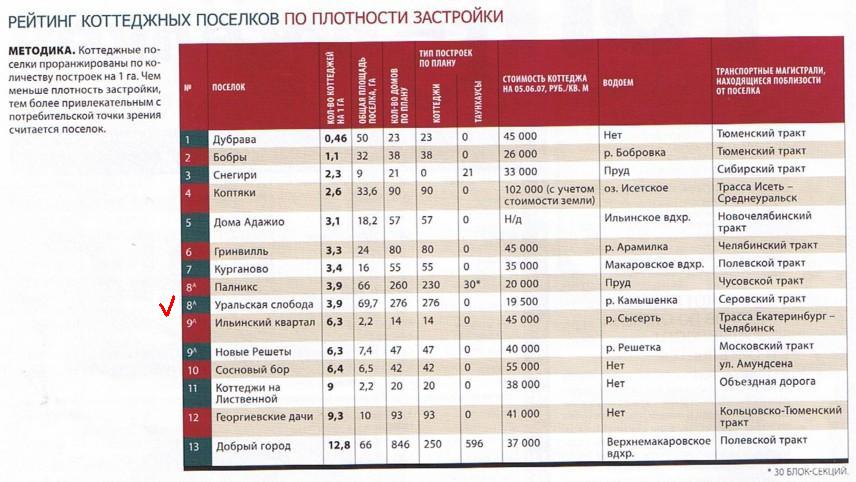 РЕЙТИНГ КОТТЕДЖНЫХ ПОСЕЛКОВ ПО ПЛОТНОСТИ ЗАСТРОЙКИ
МЕТОДИКА. Коттеджные по-
селки проранжированы по ко-
личеству построек на 1 га. Чем
меньше плотность застройки,
тем более привлекательным с
потребительской точки зрения
считается поселок.
№ ПОСЕЛОК КОЛ-ВО КОТТЕДЖЕЙ НА 1 ГА ОБЩАЯ ПЛОЩАДЬ ПОСЕЛКА, ГА КОЛ-ВО ДОМОВ ПО ПЛАНУ ТИП ПОСТРОЕК ПО ПЛАНУ КОТТЕДЖИ ТАУНХАУСЫ СТОИМОСТЬ КОТТЕДЖА НА 05.06.07, РУБ./КВ. М ВОДОЕМ ТРАНСПОРТНЫЕ МАГИСТРАЛИ, НАХОДЯЩИЕСЯ ПОБЛИЗОСТИ ОТ ПОСЕЛКА
1 Дубрава 0,46 50 23 23 0 45 000 Нет Тюменский тракт
2 Бобры 1,1 32 38 38 0 26 000 р. Бобровка Тюменский тракт
3 Снегири 2,3 9 21 0 21 33 000 Пруд Сибирский тракт
4 Коптяки 2,6 33,6 90 90 0 102 000 (с учетом оз. Исетское Трасса Исеть –
стоимости земли) Среднеуральск
5 Дома Адажио 3,1 18,2 57 57 0 Н/д Ильинское вдхр. Новочелябинский
тракт
6 Гринвилль 3,3 24 80 80 0 45 000 р. Арамилка Челябинский тракт
7 Курганово 3,4 16 55 55 0 35 000 Макаровское вдхр. Полевской тракт
8А Палникс 3,9 66 260 230 30* 20 000 Пруд Чусовской тракт
8А Уральская слобода 3,9 69,7 276 276 0 19 500 р. Камышенка Серовский тракт
9А Ильинский квартал 6,3 2,2 14 14 0 45 000 р. Сысерть Трасса Екатеринбург –
Челябинск
9А Новые Решеты 6,3 7,4 47 47 0 40 000 р. Решетка Московский тракт
10 Сосновый бор 6,4 6,5 42 42 0 55 000 Нет ул. Амундсена
11 Коттеджи на 9 2,2 20 20 0 38 000 Нет Объездная дорога
Лиственной
12 Георгиевские дачи 9,3 10 93 93 0 41 000 Нет Кольцовско-Тюменский
тракт
13 Добрый город 12,8 66 846 250 596 37 000 Верхнемакаровское Полевской тракт
вдхр.
* 30 БЛОК-СЕКЦИЙ.